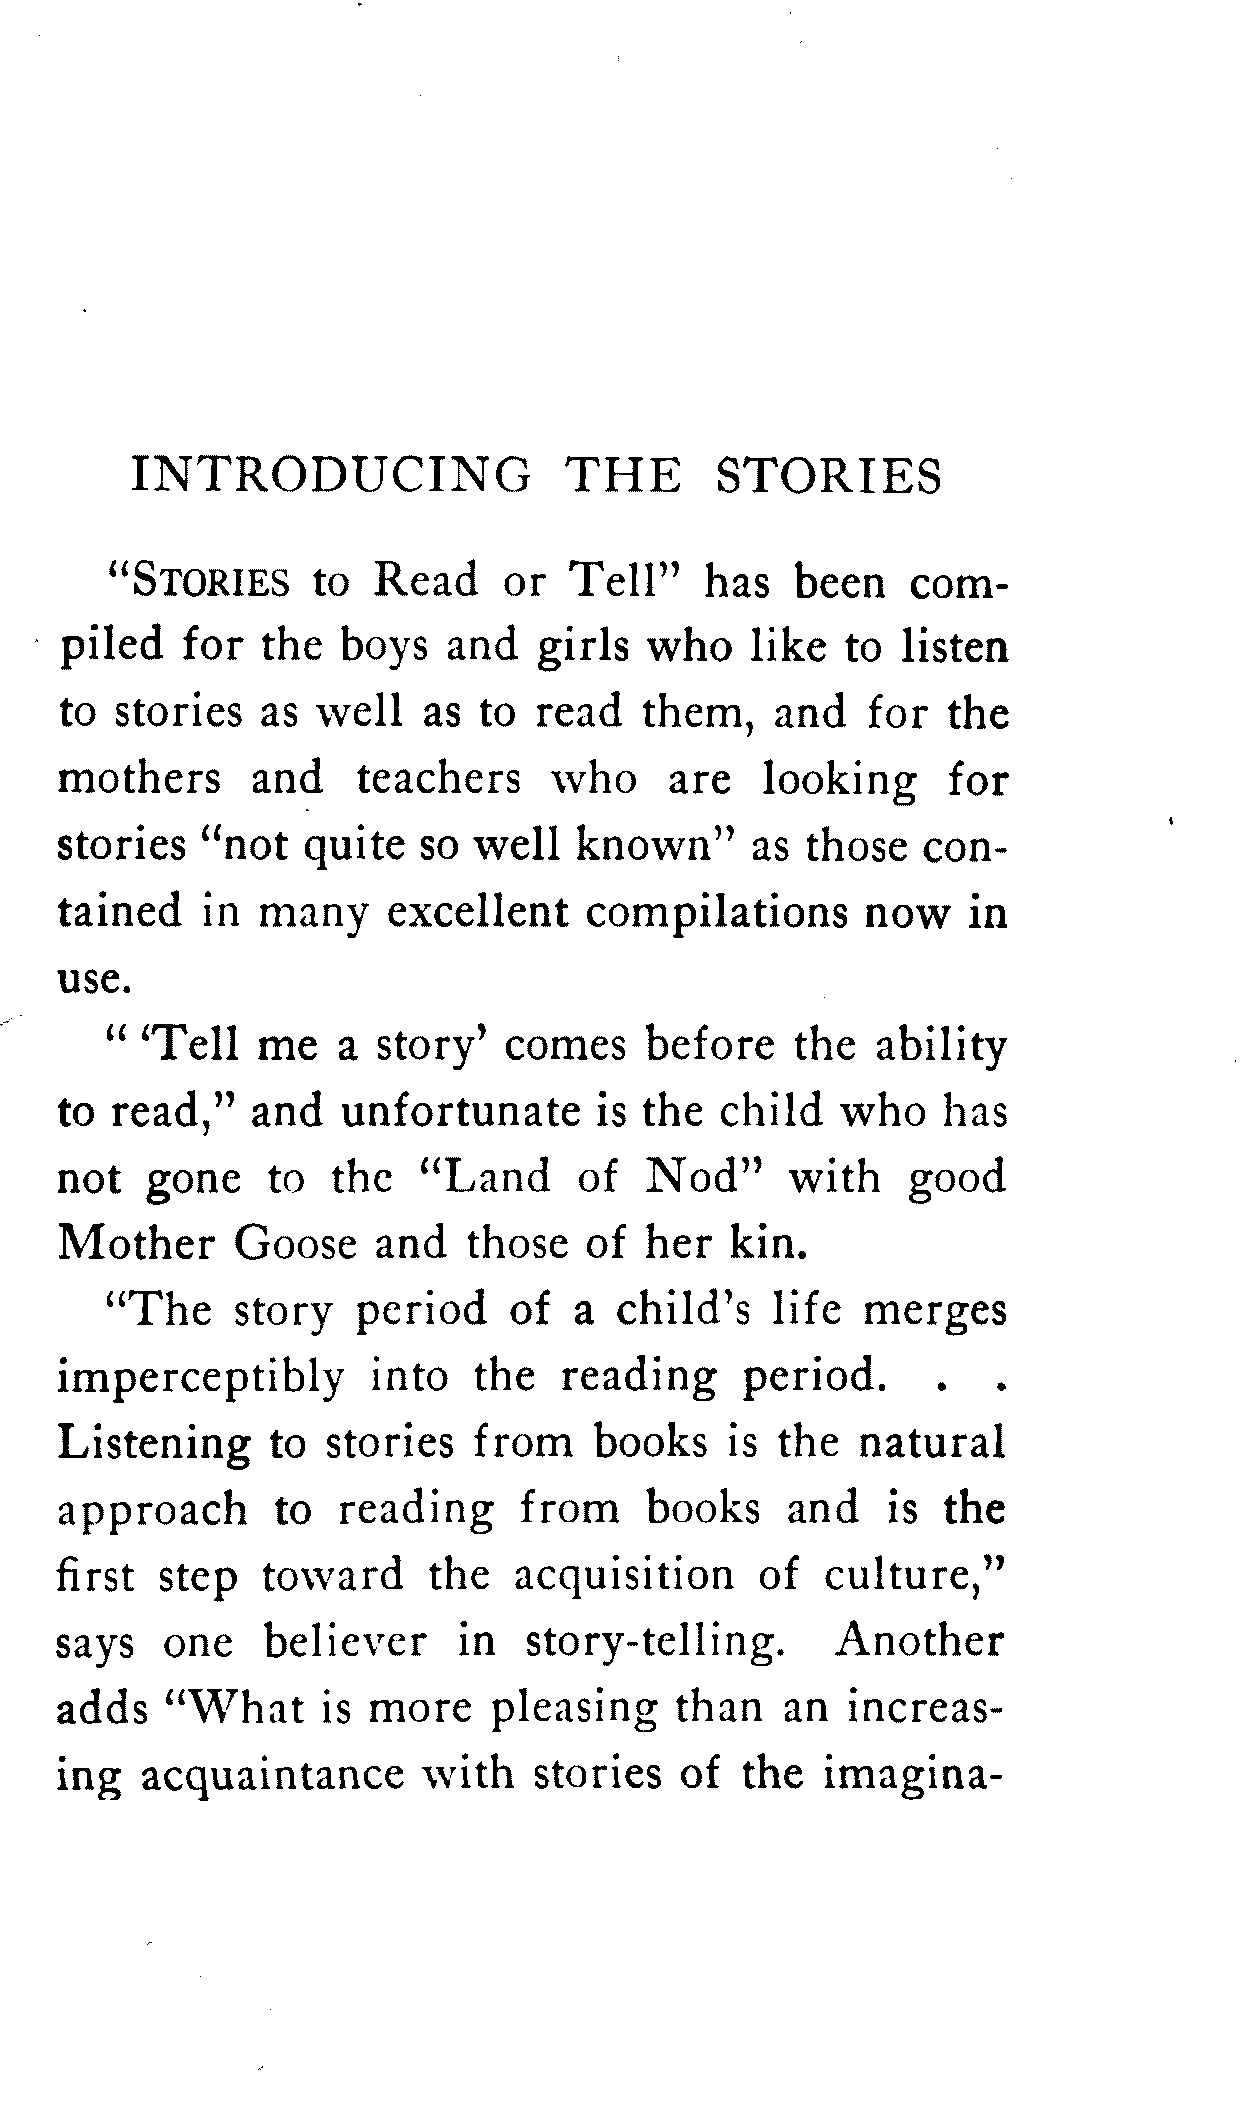 INTRODUCING THE STORIES
“STORIES to Read or Tell” has been com-
piled for the boys and girls who like to listen
to stories as well as to read them, and for the
mothers and teachers who are looking for
stories “not quite so well known” as those con-
tained in many excellent compilations now in
use.
“ ‘Tell me a story’ comes before the ability
to read,” and unfortunate is the child who has
not gone to the “Land of Nod” with good
Mother Goose and those of her kin.
“The story period of a child’s life merges
imperceptibly into the reading period. . .
Listening to stories from books is the natural
approach to reading from books and is the
first step toward the acquisition of culture,”
says one believer in story-telling. Another
adds “What is more pleasing than an increas-
ing acquaintance with stories of the imagina-